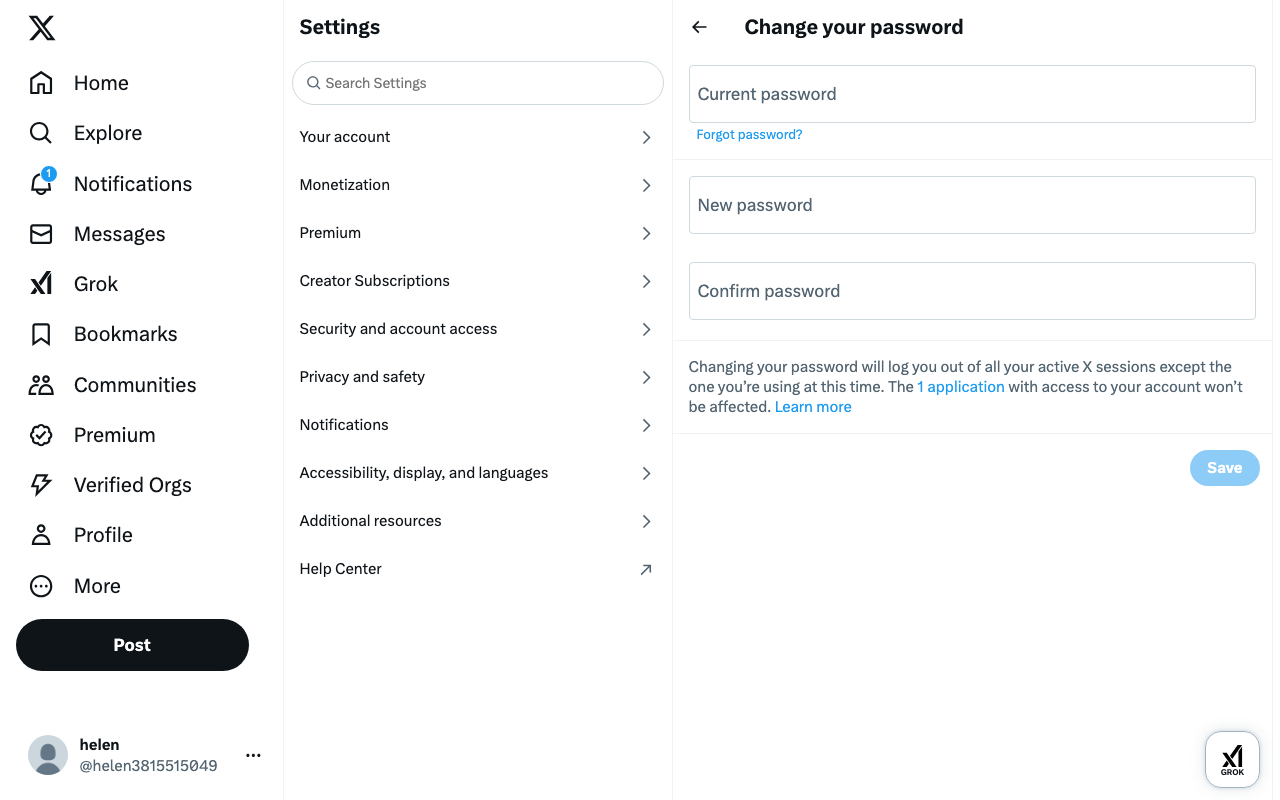 Home
Explore
1
Notifications
Messages
Grok
Bookmarks
Communities
Premium
Verified Orgs
Profile
More
Post
helen
@helen3815515049
Settings
Search Settings
Your account
Monetization
Premium
Creator Subscriptions
Security and account access
Privacy and safety
Notifications
Accessibility, display, and languages
Additional resources
Help Center
Change your password
Current password
Forgot password?
New password
Confirm password
Changing your password will log you out of all your active X sessions except the
one you’re using at this time. The 1 application with access to your account won’t
be affected. Learn more
Save
GROK